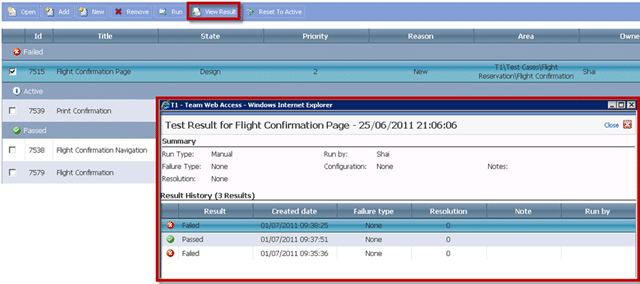 Open Add New Remove Run View Result Reset To Active
Id Title State Priority Reason Area Owne
Failed
7515 Flight Confirmation Page Design 2 New T1\Test Cases\Flight Reservation\Flight Confirmation Shai
Active
7539 Print Confirmation
Passed
7538 Flight Confirmation Navigation
7579 Flight Confirmation
T1 - Team Web Access - Windows Internet Explorer
Test Result for Flight Confirmation Page - 25/06/2011 21:06:06 Close
Summary
Run Type: Manual Run by: Shai
Failure Type: None Configuration: None Notes:
Resolution: None
Result History (3 Results)
Result Created date Failure type Resolution Note Run by
Failed 01/07/2011 09:38:25 None 0
Passed 01/07/2011 09:37:51 None 0
Failed 01/07/2011 09:35:36 None 0